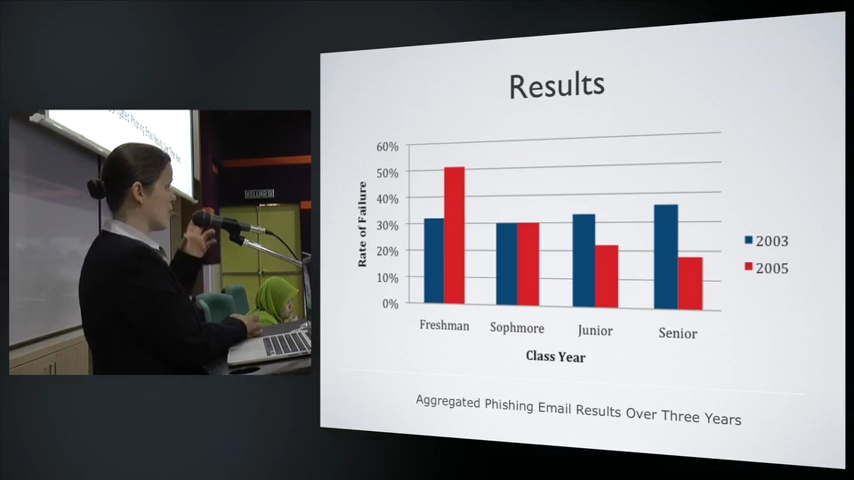 Results
60%
50%
40%
30%
20%
10%
0%
Rate of Failure
Freshman Sophmore Junior Senior
Class Year
2003
2005
Aggregated Phishing Email Results Over Three Years
KELUAR